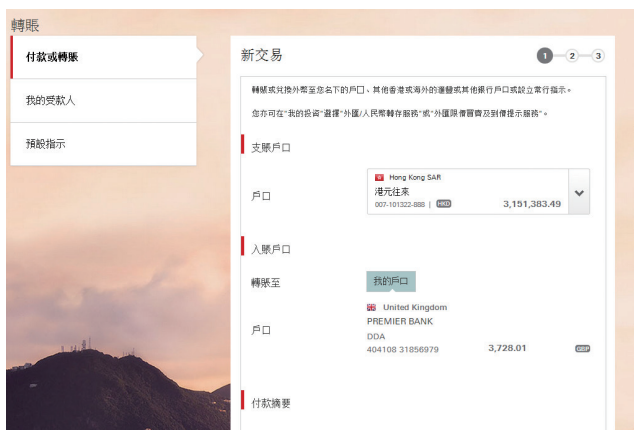 轉賬
付款或轉賬
我的受款人
預設指示
新交易
1 2 3
轉賬或兌換外幣至您名下的戶口、其他香港或海外的滙豐或其他銀行戶口或設立常行指示。
您亦可在"我的投資"選擇"外匯/人民幣轉存服務"或"外匯限價買賣及到價提示服務"。
支賬戶口
戶口
Hong Kong SAR
港元往來
007-101322-888 | HKD 3,151,383.49
入賬戶口
轉賬至
我的戶口
戶口
United Kingdom
PREMIER BANK
DDA
404108 31856979 3,728.01 GBP
付款摘要